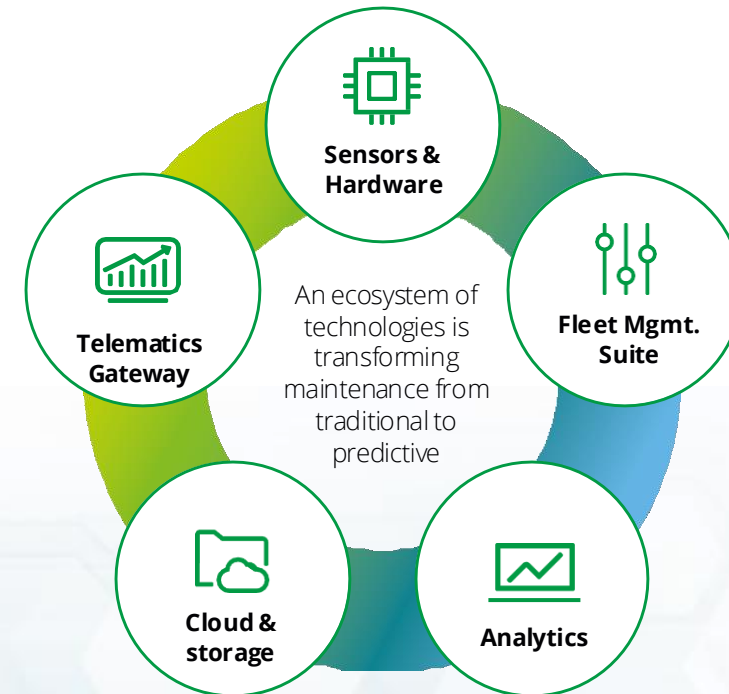 Sensors &
Hardware
Fleet Mgmt.
Suite
Analytics
Cloud &
storage
Telematics
Gateway
An ecosystem of
technologies is
transforming
maintenance from
traditional to
predictive